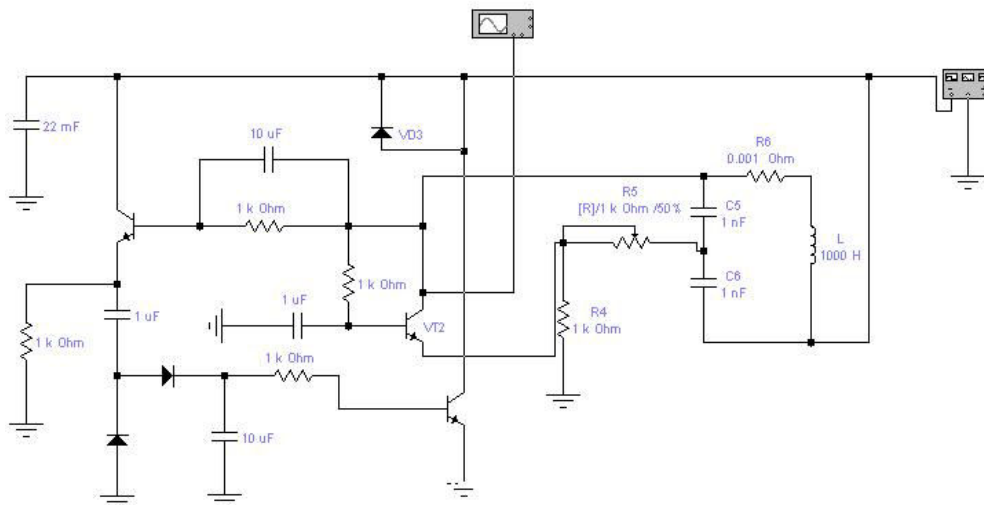 22 mF
10 uF
VD3
1 k Ohm
R6
0.001 Ohm
R5
[R]/1 k Ohm /50%
C5
1 nF
L
1000 H
1 k Ohm
C6
1 nF
1 uF
1 uF
VT2
R4
1 k Ohm
1 k Ohm
1 k Ohm
10 uF